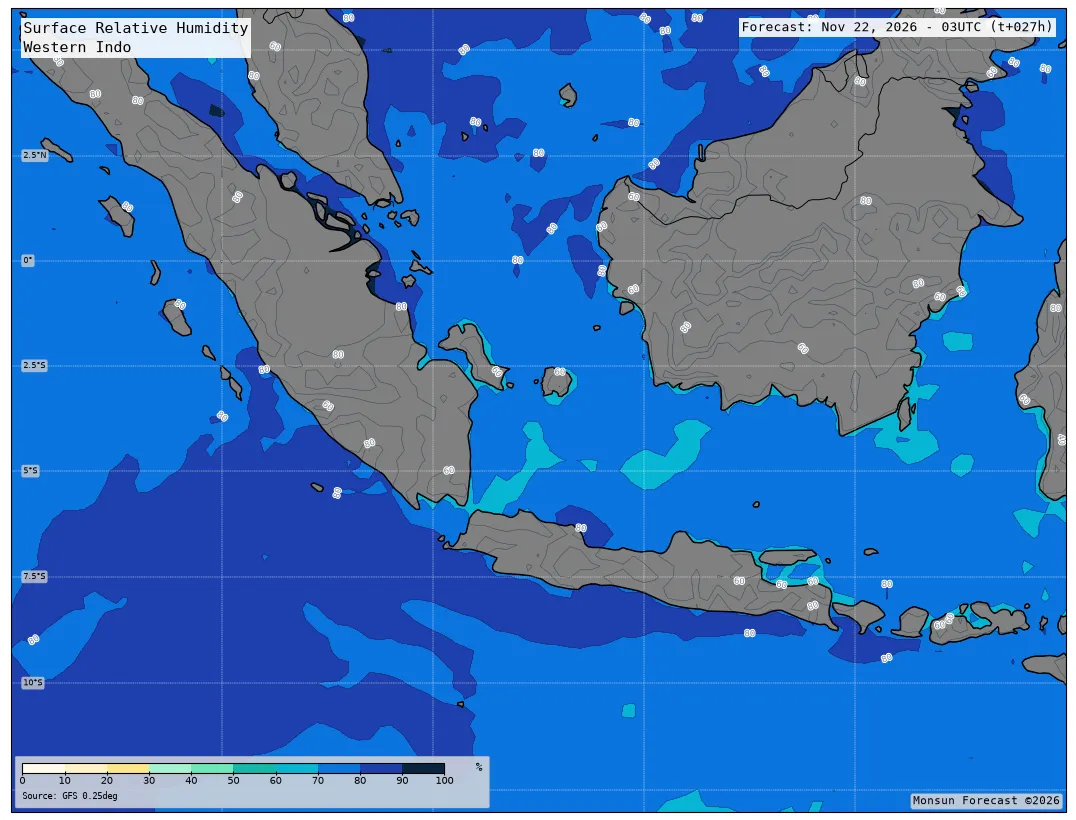 Surface Relative Humidity
Western Indo
Forecast: Nov 22, 2026 - 03UTC (t+027h)
2.5°N
0°
2.5°S
5°S
7.5°S
10°S
0 10 20 30 40 50 60 70 80 90 100
%
Source: GFS 0.25deg
Monsun Forecast ©2026